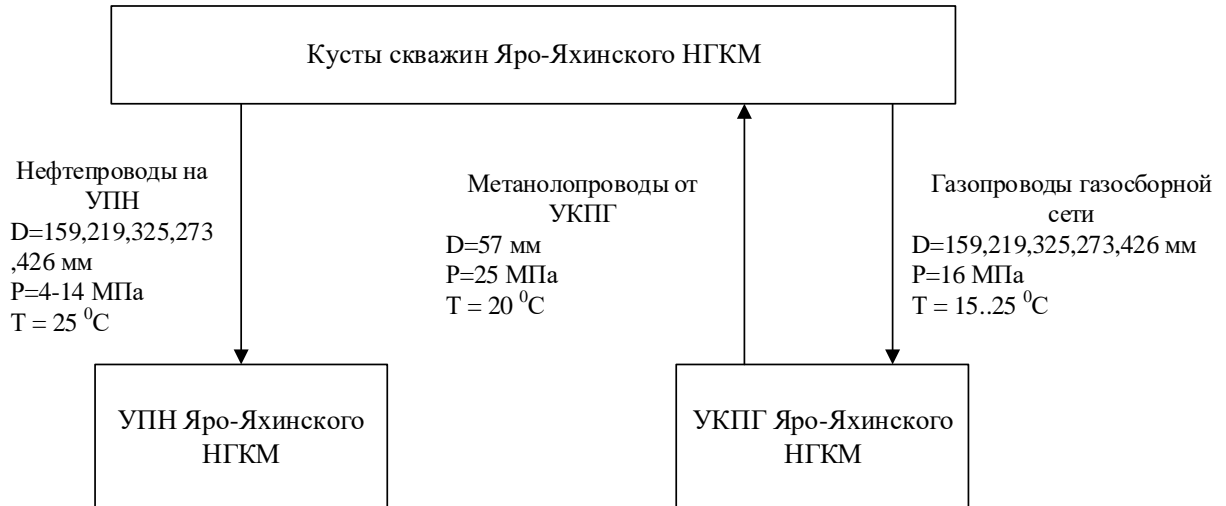 Кусты скважин Яро-Яхинского НГКМ
Нефтепроводы на
УПН
D=159,219,325,273
,426 мм
P=4-14 МПа
T = 25 ⁰C
Метанолопроводы от
УКПГ
D=57 мм
P=25 МПа
T = 20 ⁰C
Газопроводы газосборной
сети
D=159,219,325,273,426 мм
P=16 МПа
T = 15..25 ⁰C
УПН Яро-Яхинского
НГКМ
УКПГ Яро-Яхинского
НГКМ